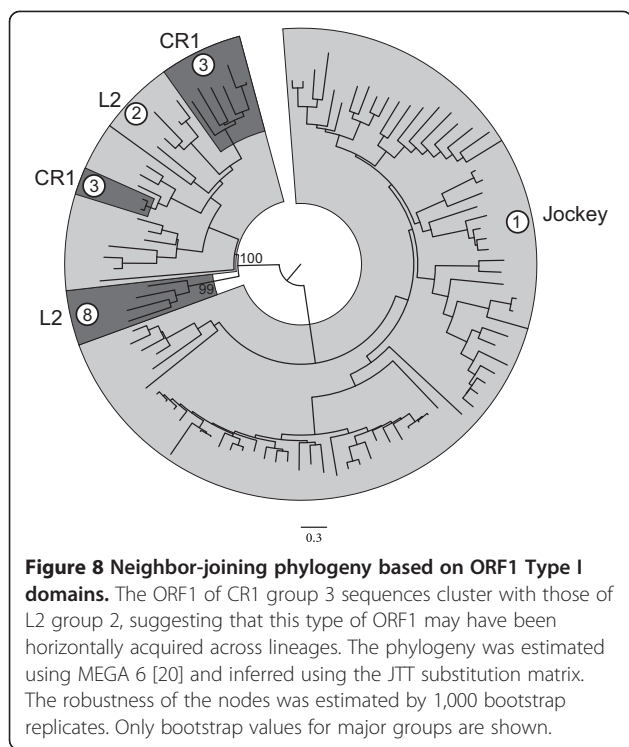 CR1
3
L2
2
CR1
3
1
Jockey
100
99
L2
8
0.3
Figure 8 Neighbor-joining phylogeny based on ORF1 Type I
domains. The ORF1 of CR1 group 3 sequences cluster with those of
L2 group 2, suggesting that this type of ORF1 may have been
horizontally acquired across lineages. The phylogeny was estimated
using MEGA 6 [20] and inferred using the JTT substitution matrix.
The robustness of the nodes was estimated by 1,000 bootstrap
replicates. Only bootstrap values for major groups are shown.